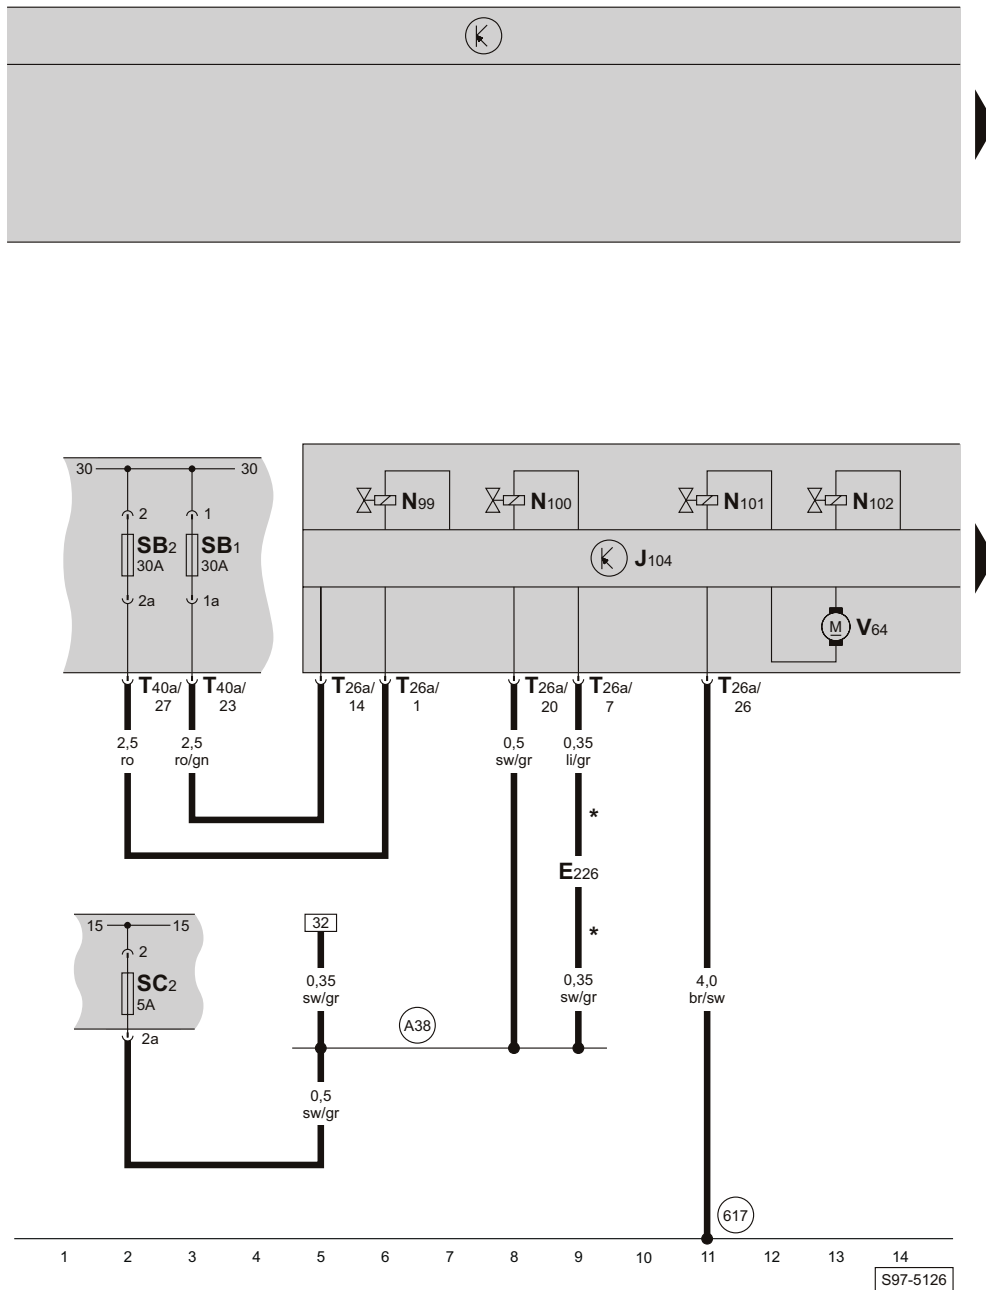 30 30
N99 N100 N101 N102
2 1
SB2 SB1
30A 30A
J104
2a 1a
M V64
T40a/ T40a/ T26a/ T26a/ T26a/ T26a/ T26a/
27 23 14 1 20 7 26
2,5 2,5 0,5 0,35
ro ro/gn sw/gr li/gr
*
E226
15 15 32
*
2
SC2 0,35 0,35 4,0
5A sw/gr sw/gr br/sw
A38
2a
0,5
sw/gr
617
1 2 3 4 5 6 7 8 9 10 11 12 13 14
S97-5126